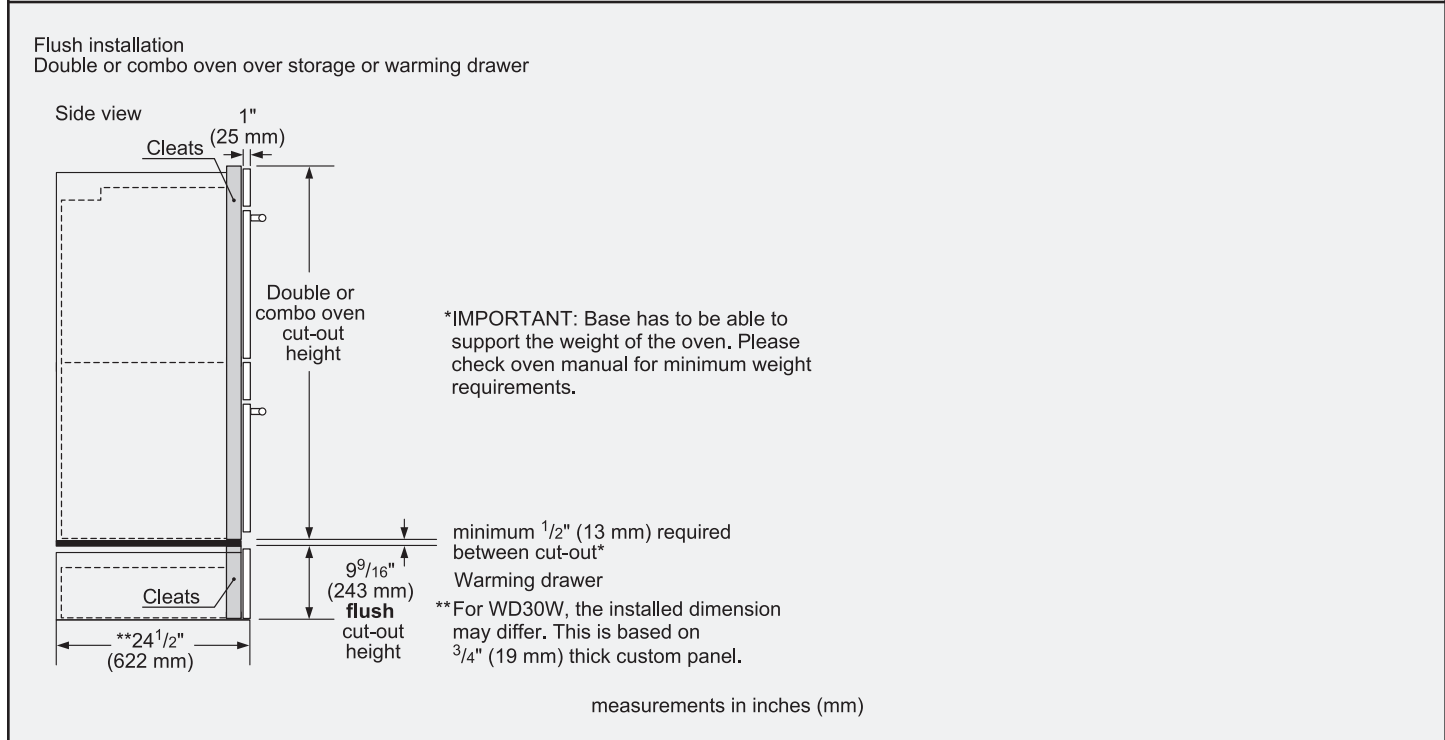 Flush installation
Double or combo oven over storage or warming drawer
Side view
1"
(25 mm)
Cleats
Double or
combo oven
cut-out
height
*IMPORTANT: Base has to be able to
support the weight of the oven. Please
check oven manual for minimum weight
requirements.
minimum 1/2" (13 mm) required
between cut-out*
9 9/16"
(243 mm)
flush
cut-out
height
Warming drawer
Cleats
**For WD30W, the installed dimension
may differ. This is based on
3/4" (19 mm) thick custom panel.
**24 1/2"
(622 mm)
measurements in inches (mm)